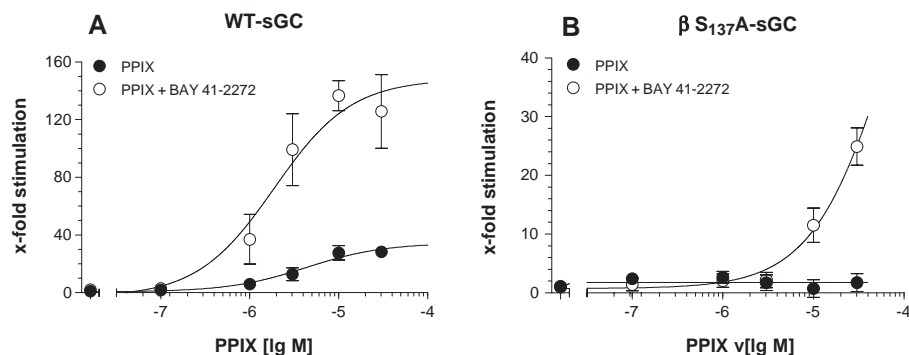 A WT-sGC
● PPIX
○ PPIX + BAY 41-2272
x-fold stimulation
160
120
80
40
0
-7 -6 -5 -4
PPIX [lg M]
B β S₁₃₇A-sGC
● PPIX
○ PPIX + BAY 41-2272
x-fold stimulation
40
30
20
10
0
-7 -6 -5 -4
PPIX v[lg M]